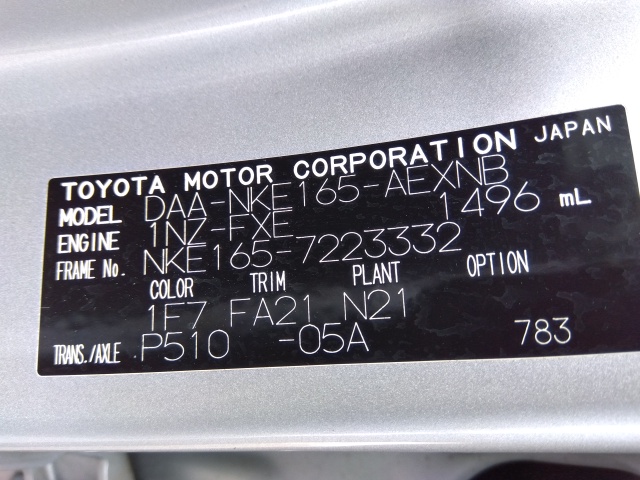 TOYOTA MOTOR CORPORATION JAPAN
MODEL DAA-NKE165-AEXNB
ENGINE 1NZ-FXE 1496 mL
FRAME No. NKE165-7223332
COLOR TRIM PLANT OPTION
1F7 FA21 N21
TRANS./AXLE P510 -05A 783